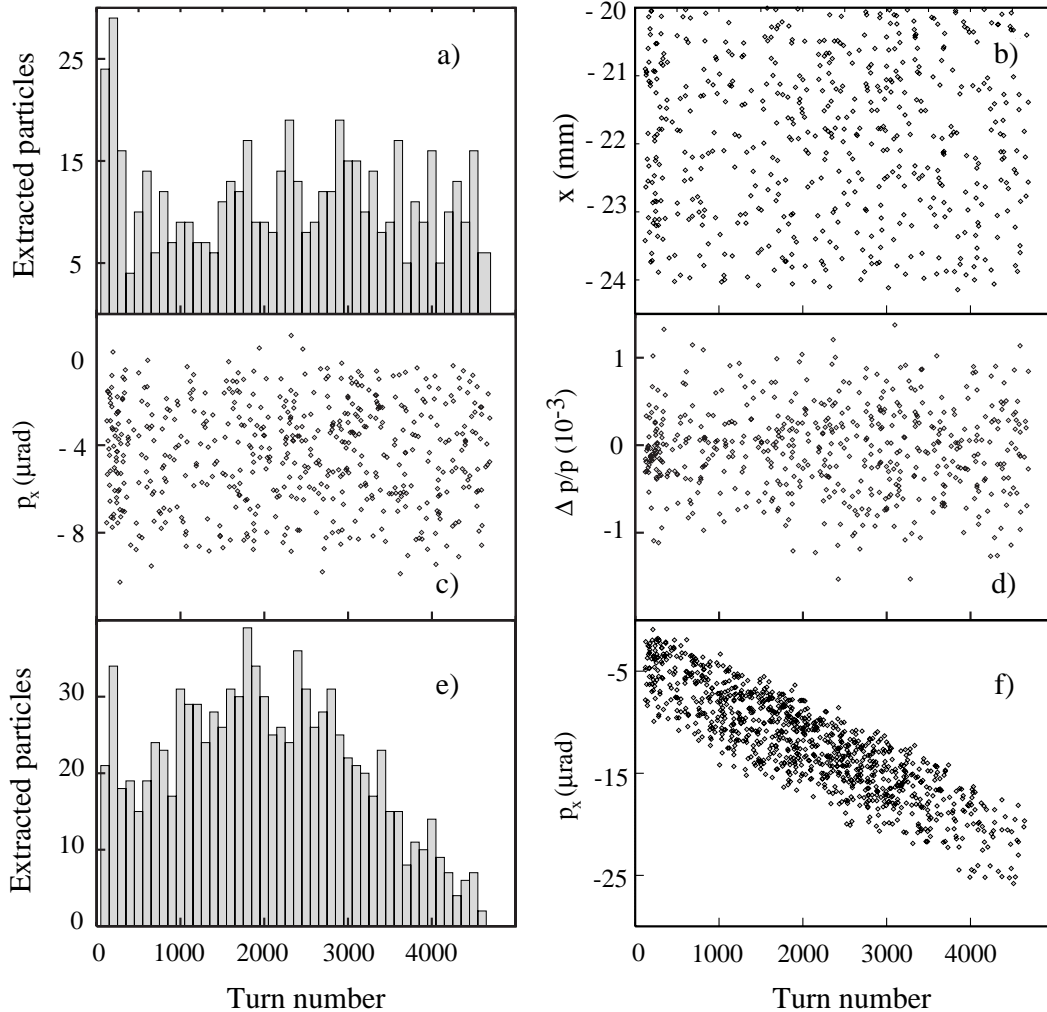 Extracted particles
25
15
5
a)
x (mm)
- 20
- 21
- 22
- 23
- 24
b)
p_x (μrad)
0
- 4
- 8
c)
Δ p/p (10⁻³)
1
0
-1
d)
Extracted particles
30
20
10
0
e)
0 1000 2000 3000 4000
Turn number
p_x (μrad)
-5
-15
-25
f)
0 1000 2000 3000 4000
Turn number